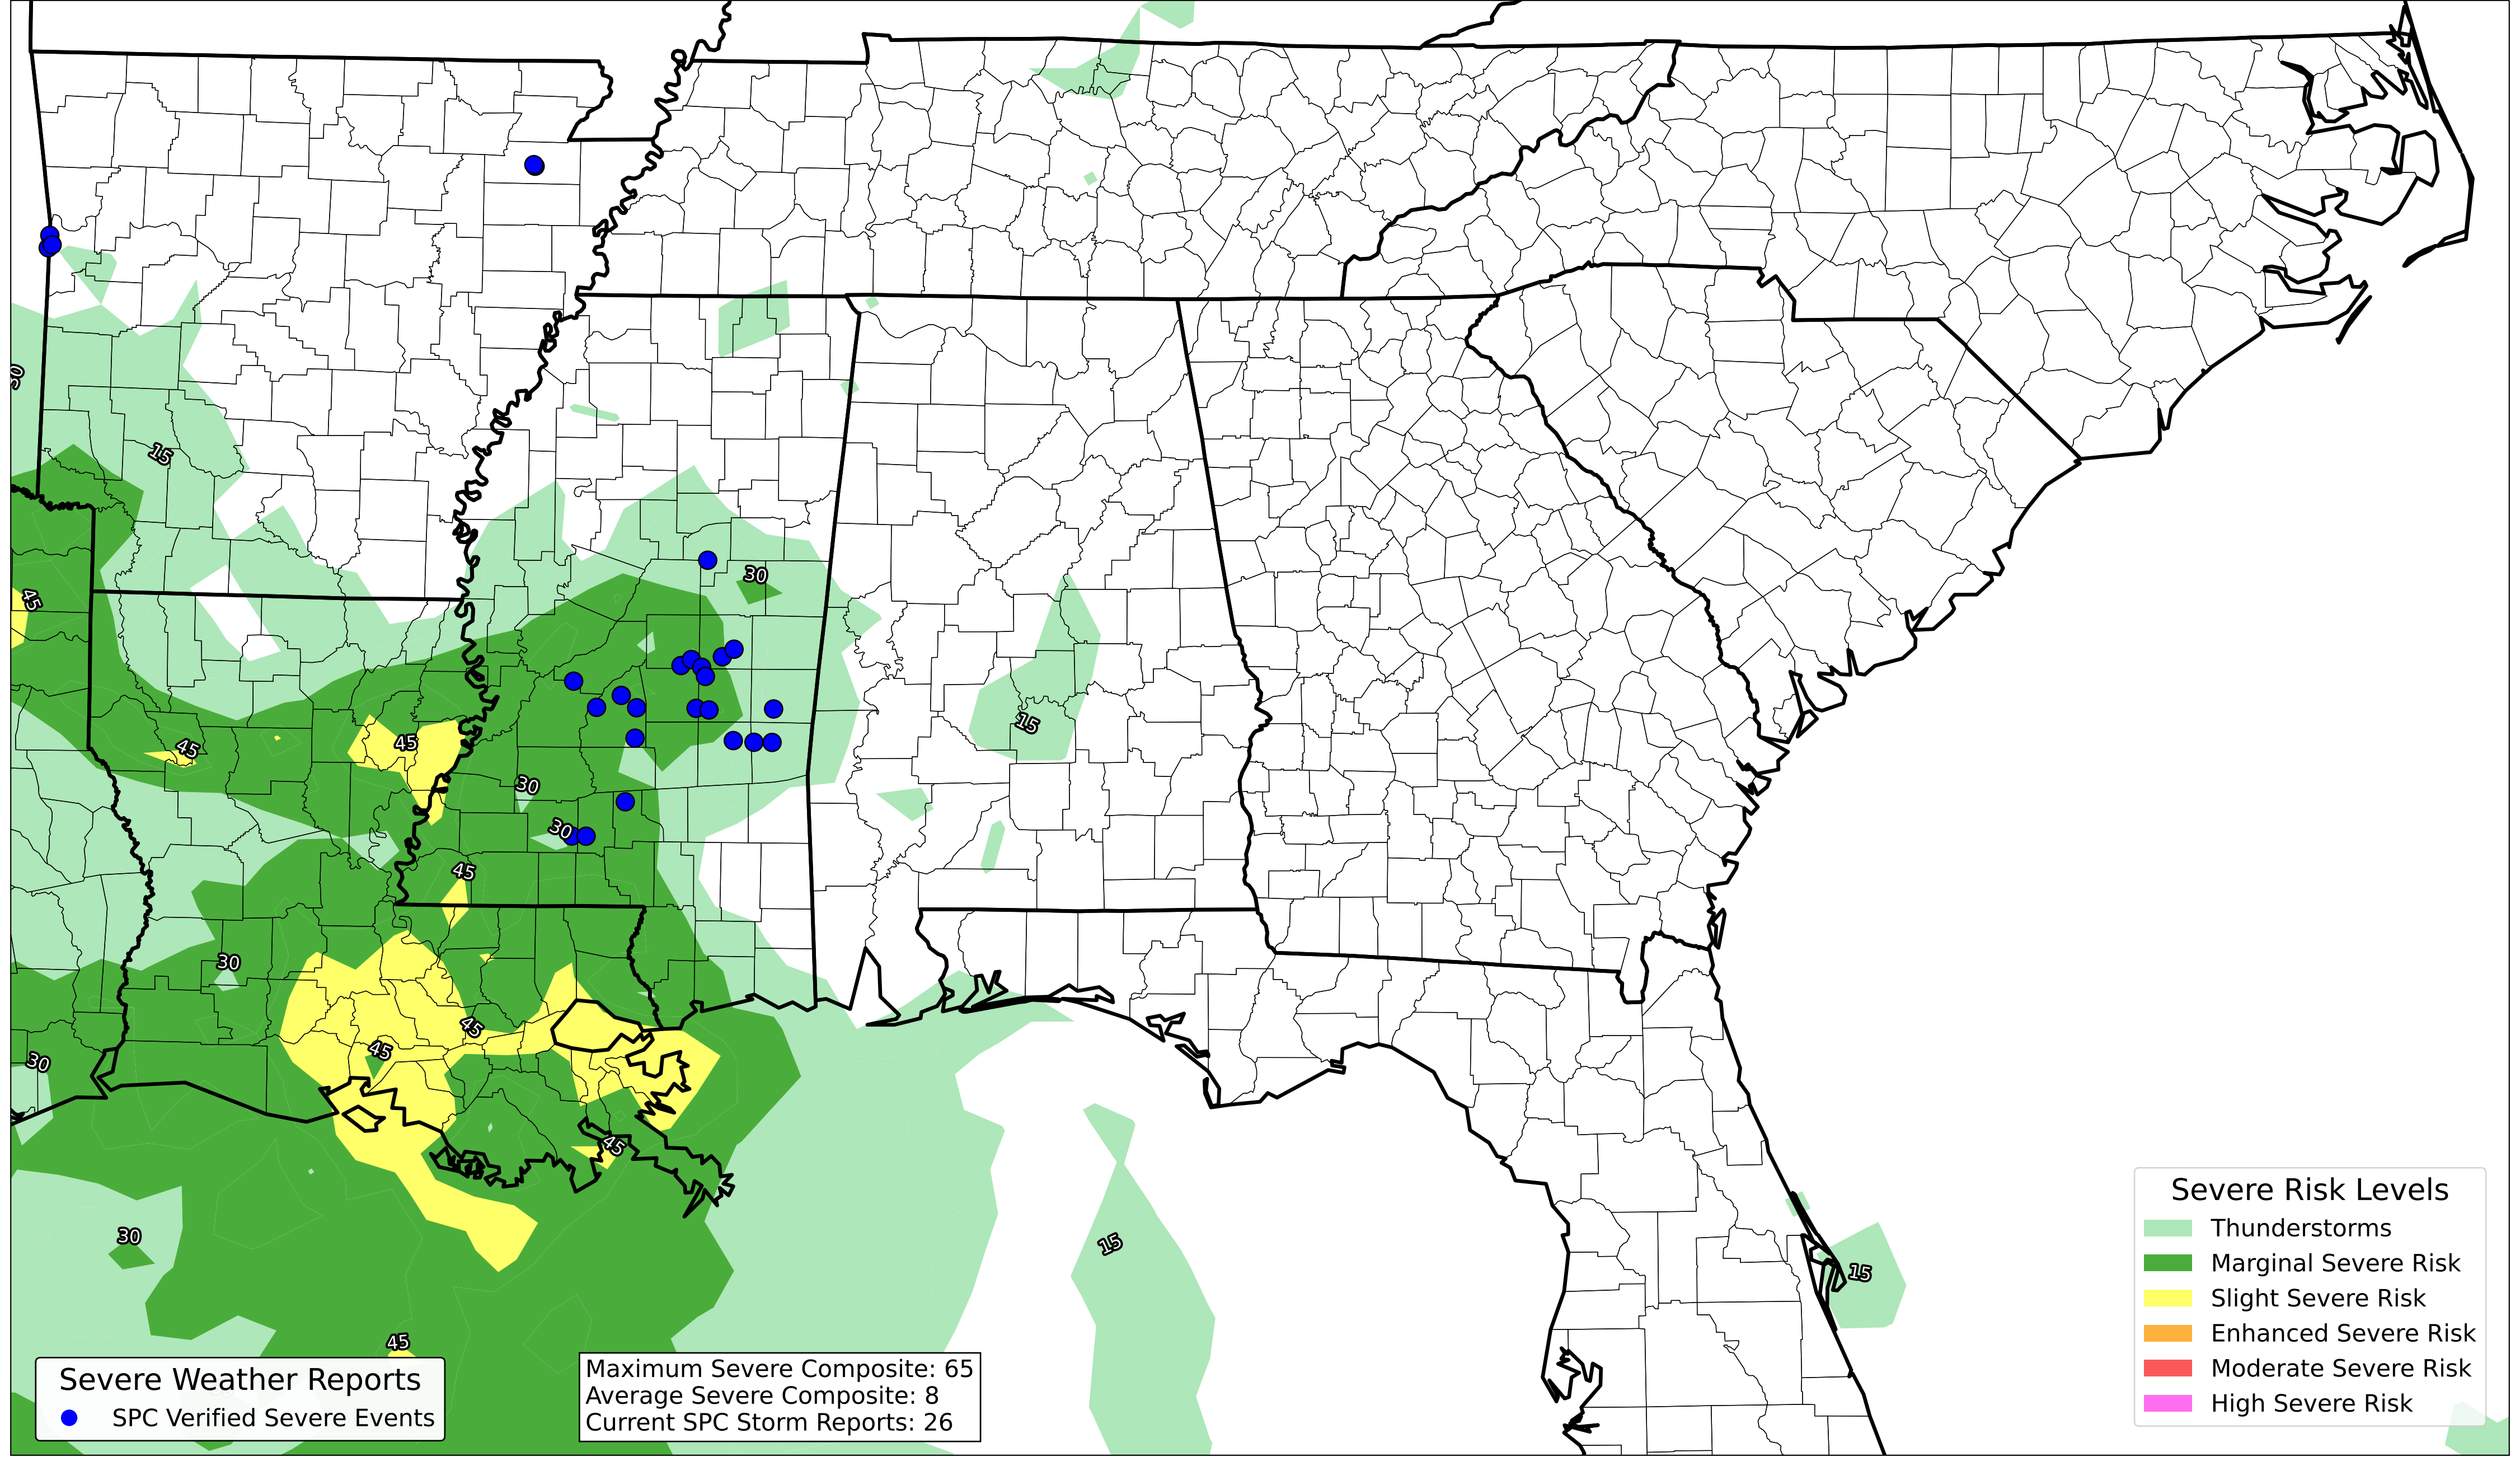 30
15
30
45
15
45
45
30
30
45
30
45
45
30
45
30
15
15
45
Severe Weather Reports
SPC Verified Severe Events
Maximum Severe Composite: 65
Average Severe Composite: 8
Current SPC Storm Reports: 26
Severe Risk Levels
Thunderstorms
Marginal Severe Risk
Slight Severe Risk
Enhanced Severe Risk
Moderate Severe Risk
High Severe Risk